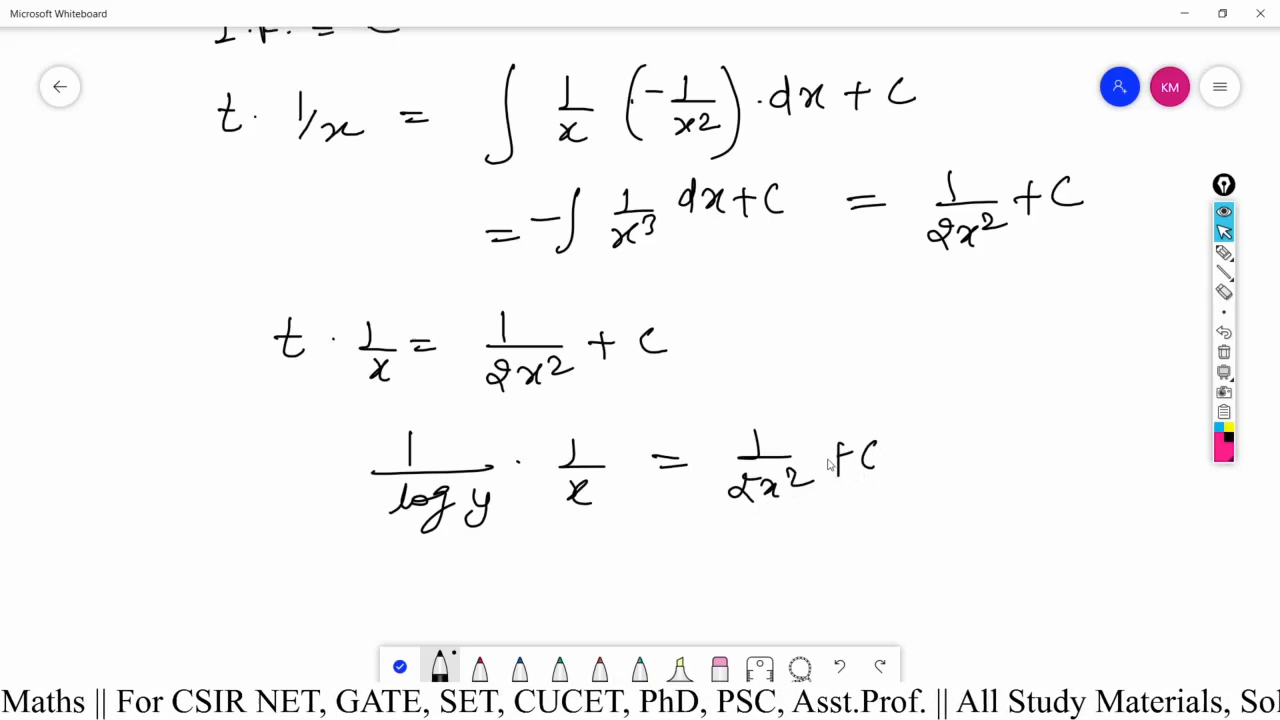 Microsoft Whiteboard
KM
t · 1/x = ∫ 1/x (-1/x²) · dx + C
= -∫ 1/x³ dx + C = 1/2x² + C
t · 1/x = 1/2x² + C
1/log y · 1/x = 1/2x² + C
Maths || For CSIR NET, GATE, SET, CUCET, PhD, PSC, Asst.Prof. || All Study Materials, Sol